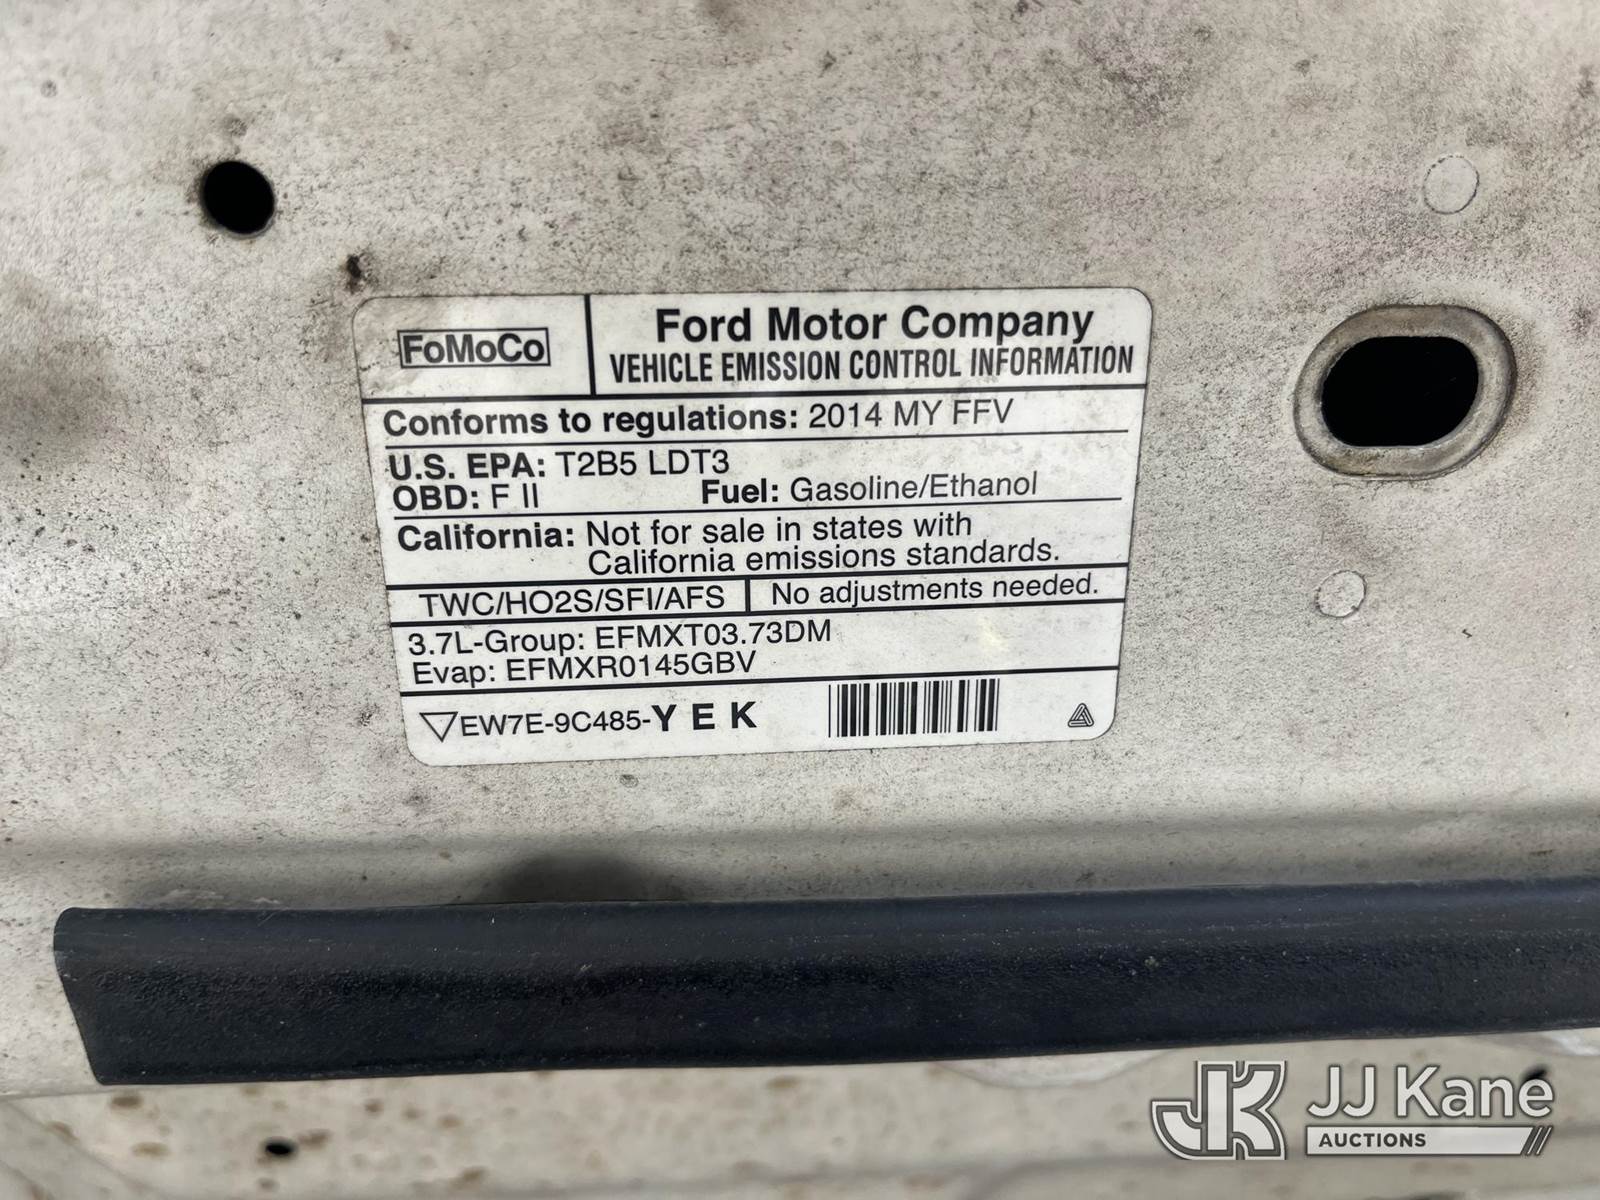 FoMoCo
Ford Motor Company
VEHICLE EMISSION CONTROL INFORMATION
Conforms to regulations: 2014 MY FFV
U.S. EPA: T2B5 LDT3
OBD: F II Fuel: Gasoline/Ethanol
California: Not for sale in states with
California emissions standards.
TWC/HO2S/SFI/AFS No adjustments needed.
3.7L-Group: EFMXT03.73DM
Evap: EFMXR0145GBV
EW7E-9C485-Y E K
JK JJ Kane
AUCTIONS